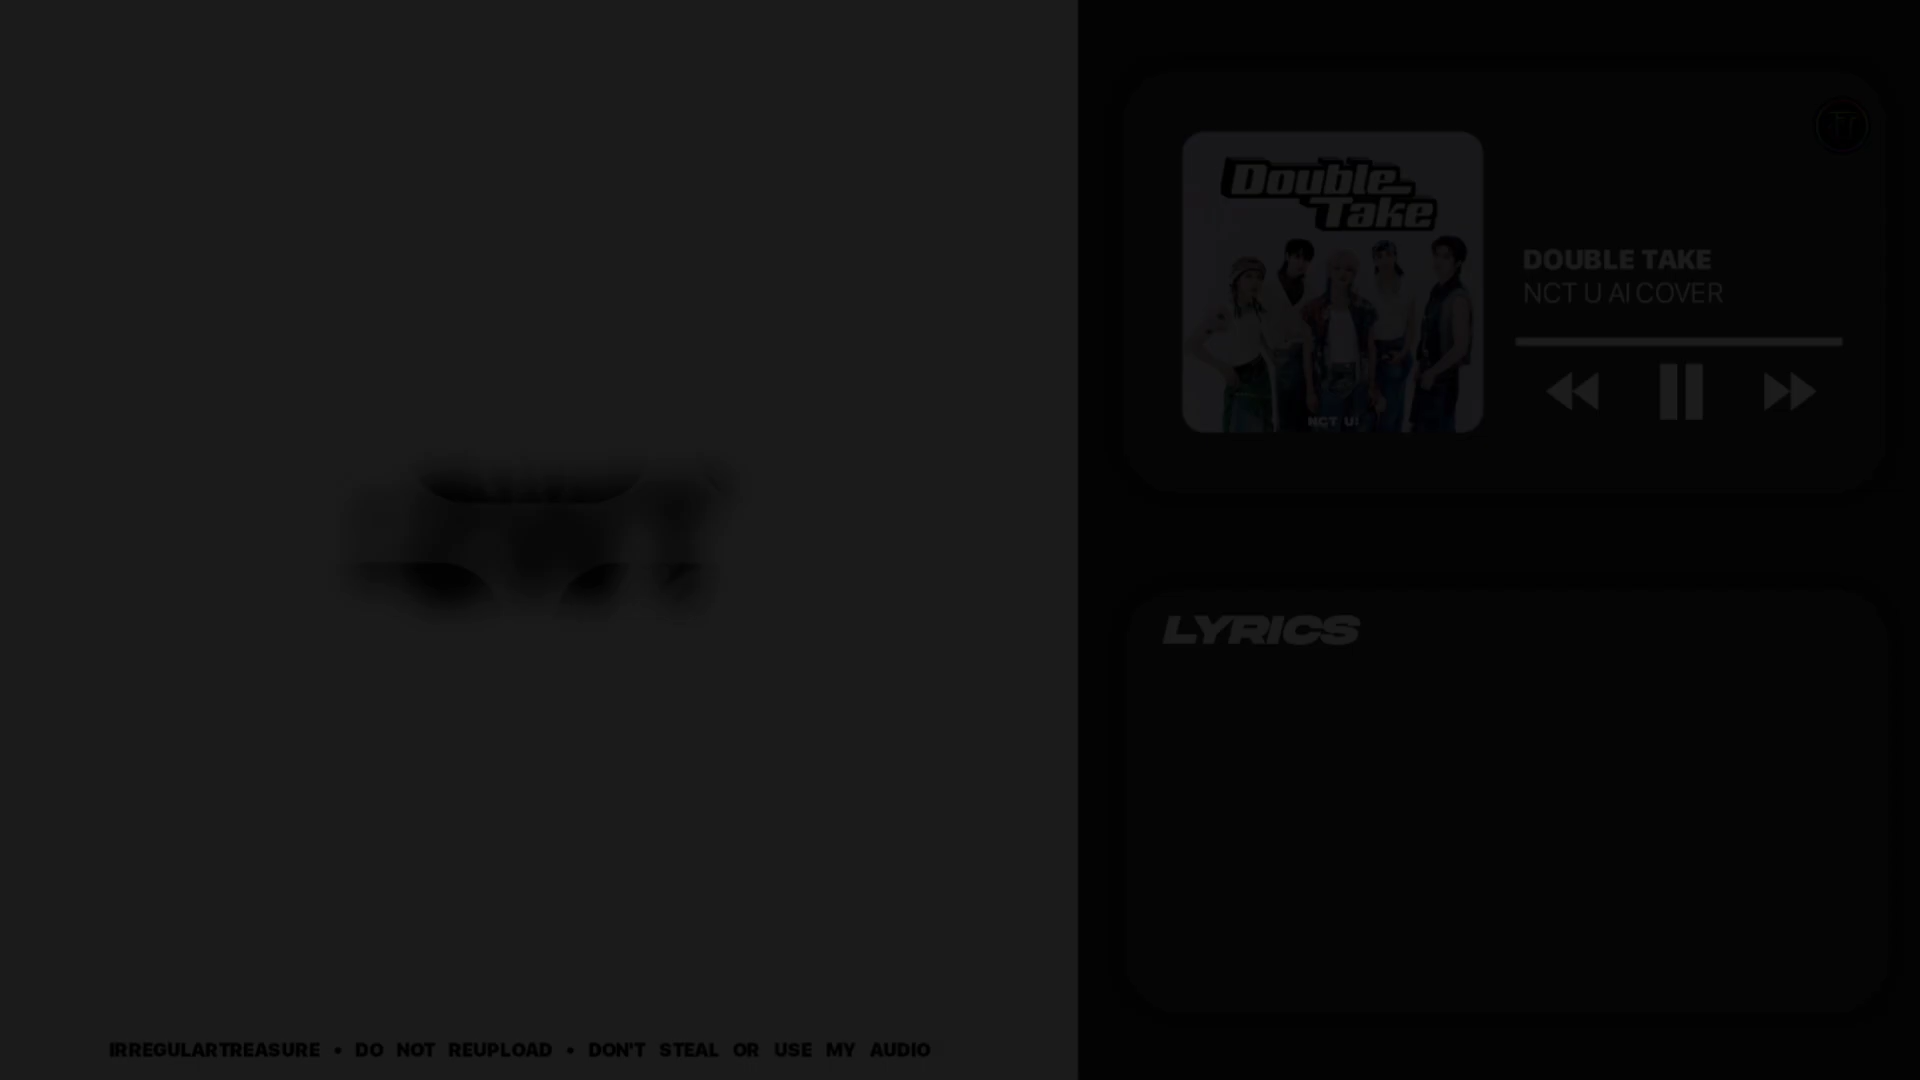 Double
Take
NCT U
DOUBLE TAKE
NCT U AI COVER
LYRICS
IRREGULARTREASURE • DO NOT REUPLOAD • DON'T STEAL OR USE MY AUDIO